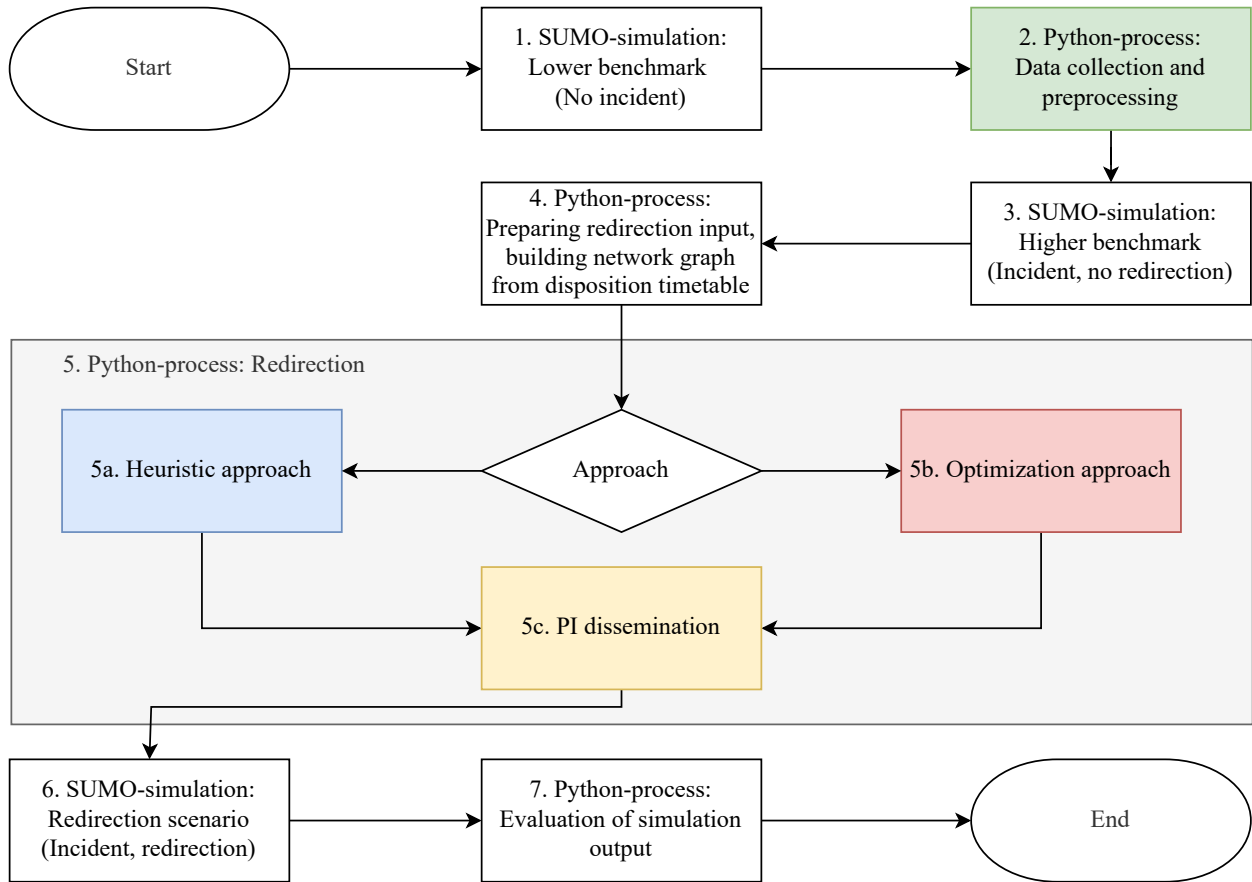 Start
1. SUMO-simulation:
Lower benchmark
(No incident)
2. Python-process:
Data collection and
preprocessing
3. SUMO-simulation:
Higher benchmark
(Incident, no redirection)
4. Python-process:
Preparing redirection input,
building network graph
from disposition timetable
5. Python-process: Redirection
Approach
5a. Heuristic approach
5b. Optimization approach
5c. PI dissemination
6. SUMO-simulation:
Redirection scenario
(Incident, redirection)
7. Python-process:
Evaluation of simulation
output
End